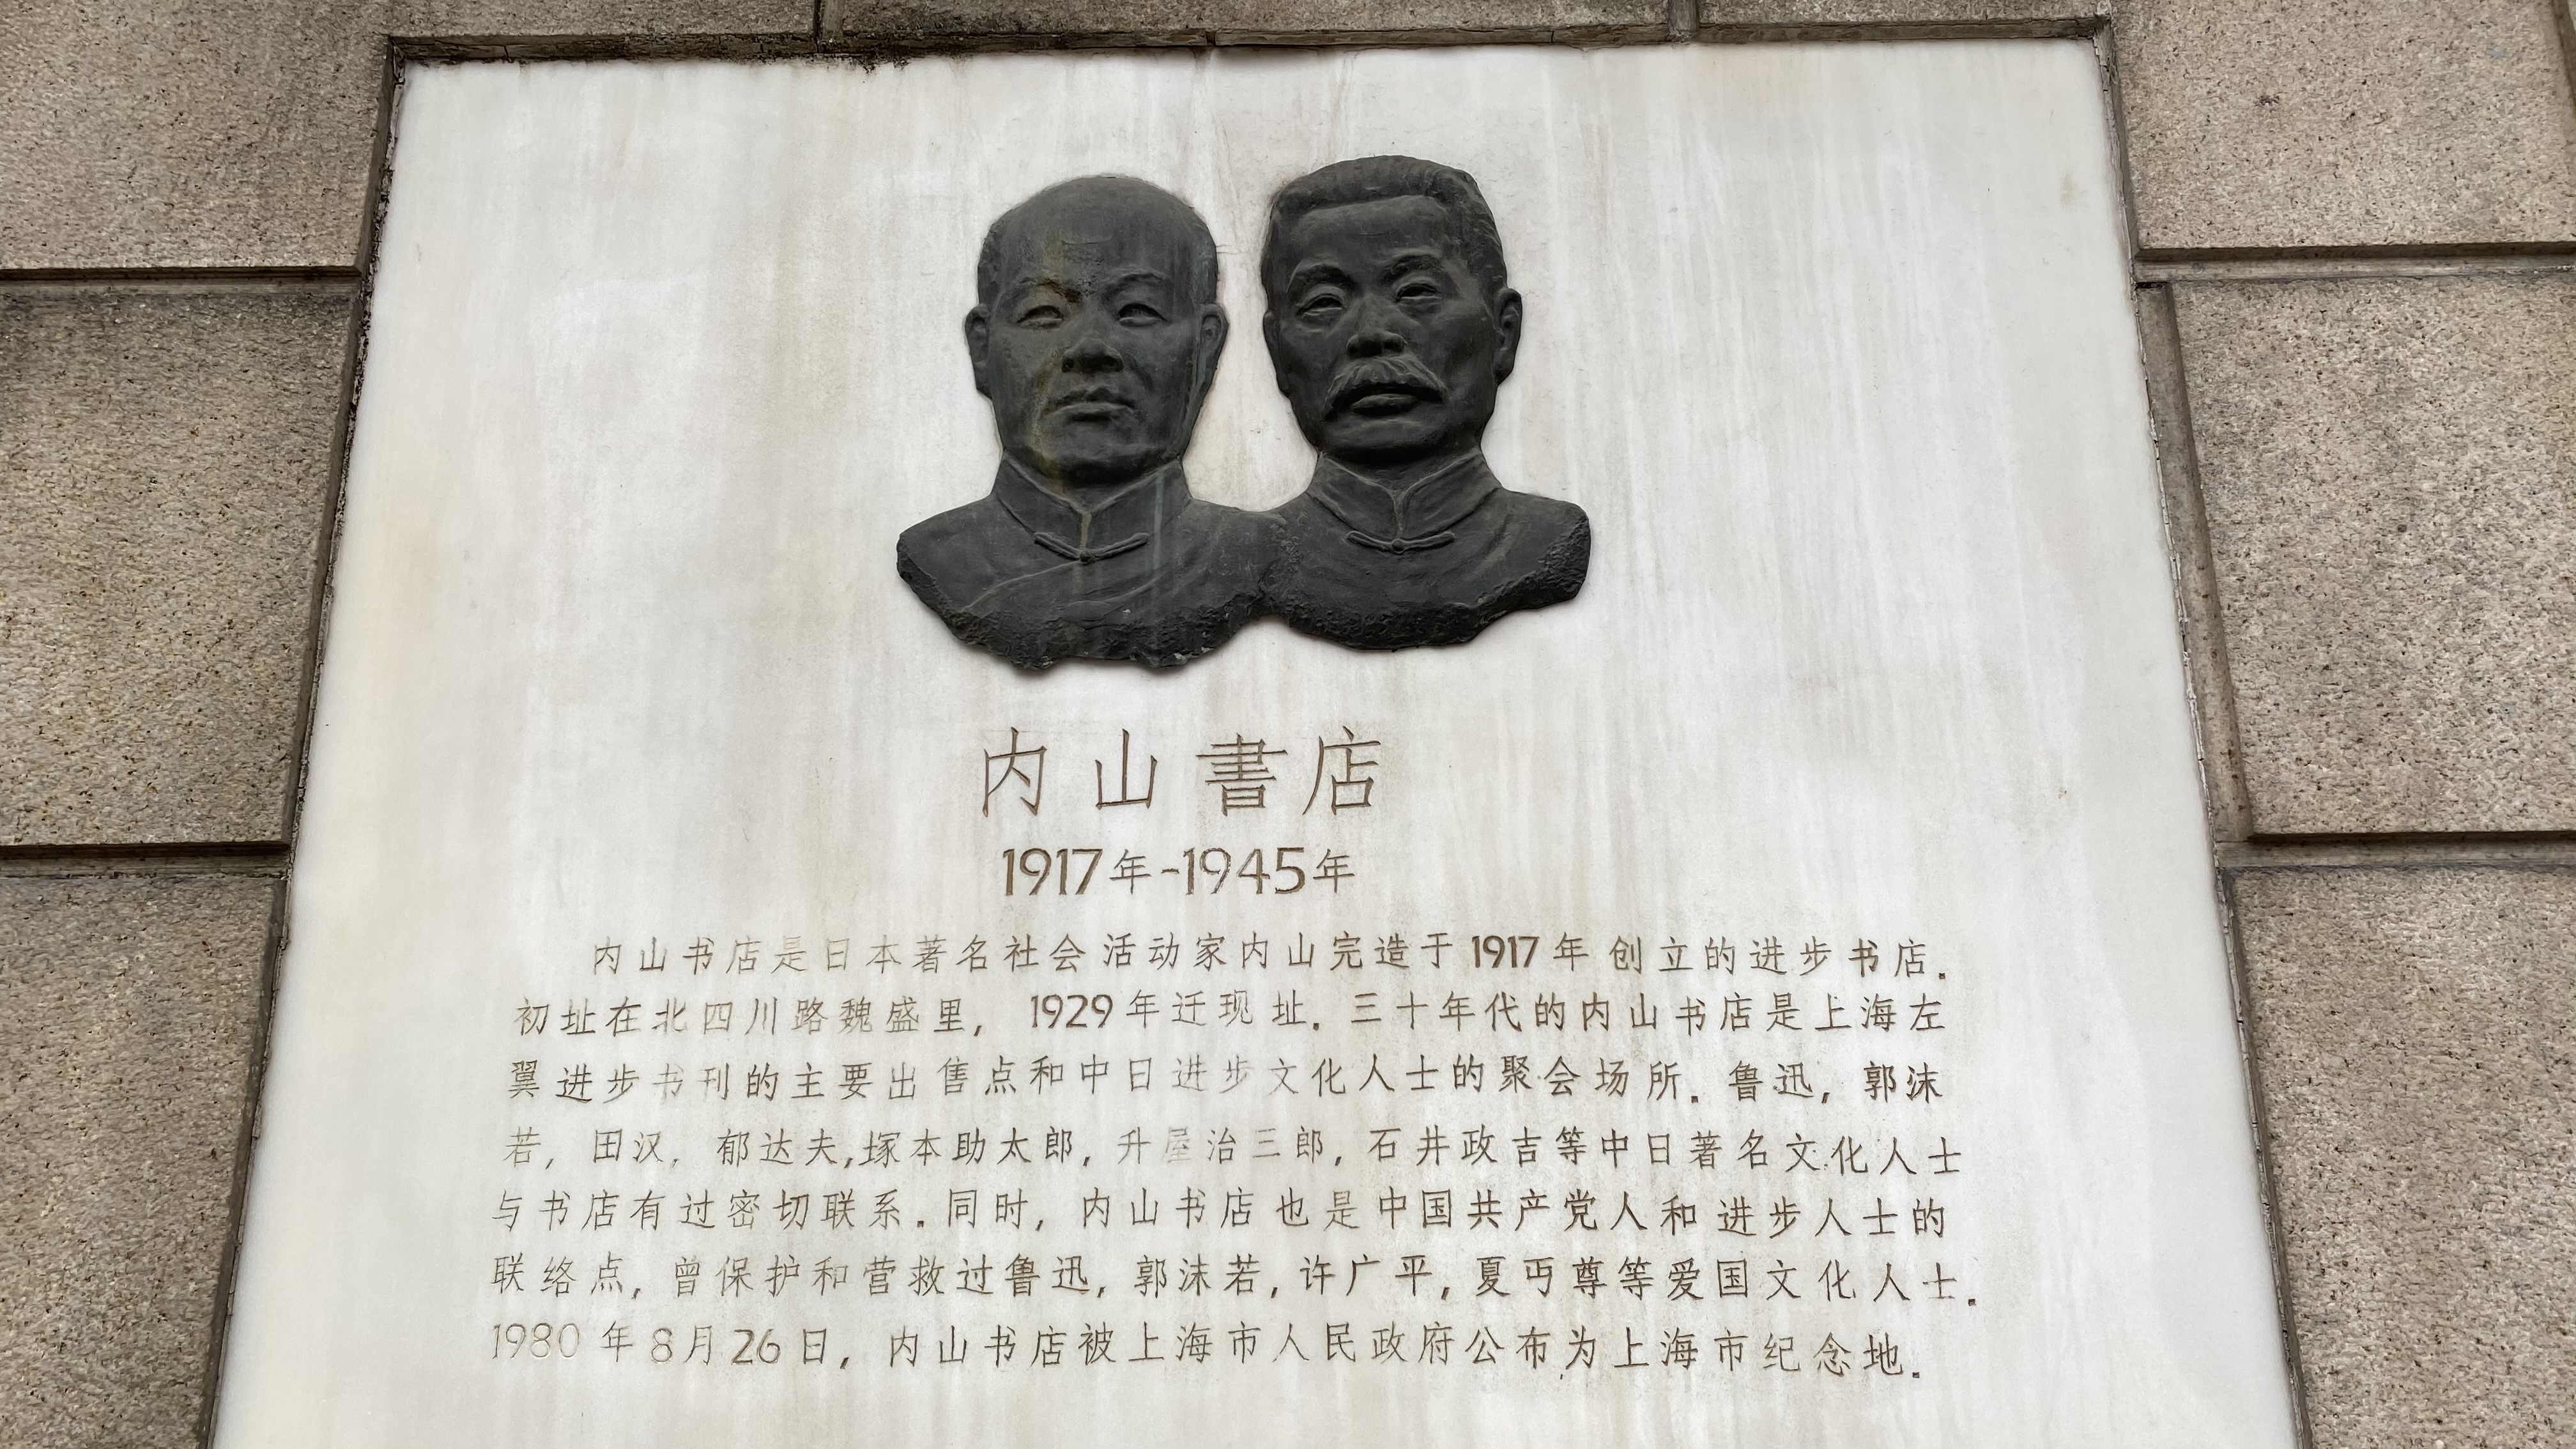 内山書店
1917年-1945年
内山书店是日本著名社会活动家内山完造于1917年创立的进步书店.
初址在北四川路魏盛里, 1929年迁现址.三十年代的内山书店是上海左
翼进步书刊的主要出售点和中日进步文化人士的聚会场所.鲁迅,郭沫
若,田汉,郁达夫,塚本助太郎,升屋治三郎,石井政吉等中日著名文化人士
与书店有过密切联系.同时,内山书店也是中国共产党人和进步人士的
联络点,曾保护和营救过鲁迅,郭沫若,许广平,夏丏尊等爱国文化人士.
1980年8月26日,内山书店被上海市人民政府公布为上海市纪念地.